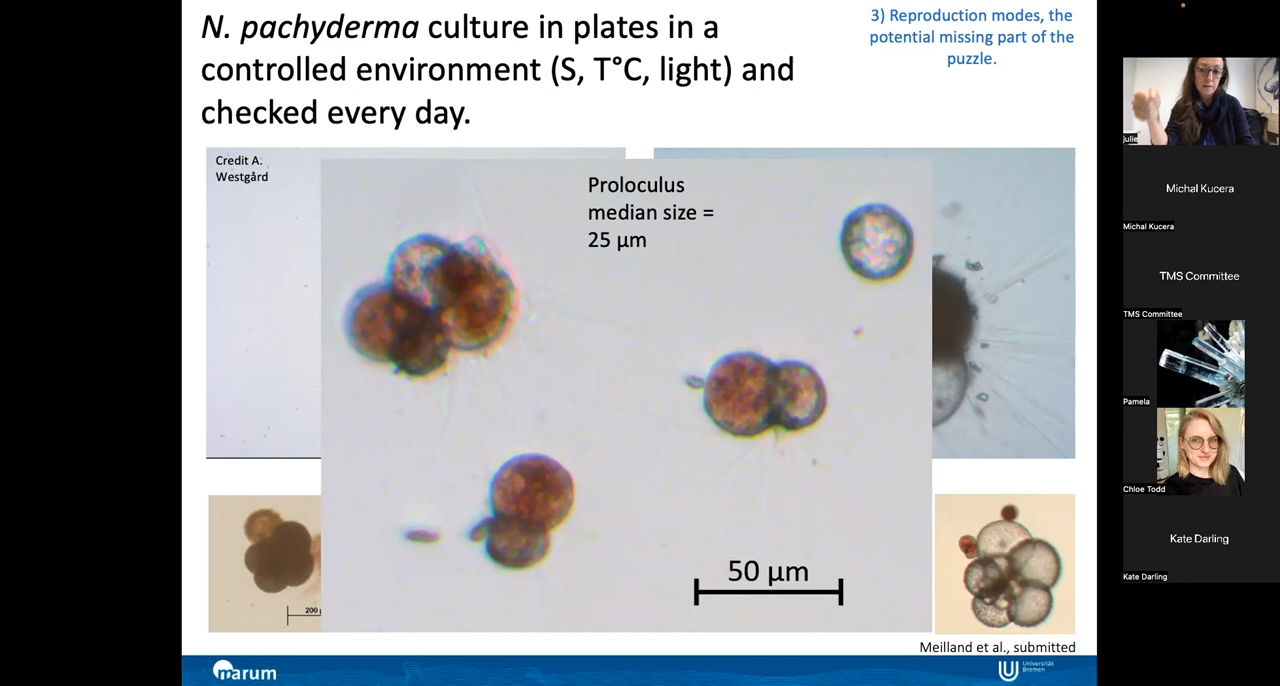 N. pachyderma culture in plates in a
controlled environment (S, T°C, light) and
checked every day.
3) Reproduction modes, the
potential missing part of the
puzzle.
Credit A.
Westgård
Proloculus
median size =
25 µm
50 µm
200
Meilland et al., submitted
marum
Universität
Bremen
julie
Michal Kucera
Michal Kucera
TMS Committee
TMS Committee
Pamela
Chloe Todd
Kate Darling
Kate Darling